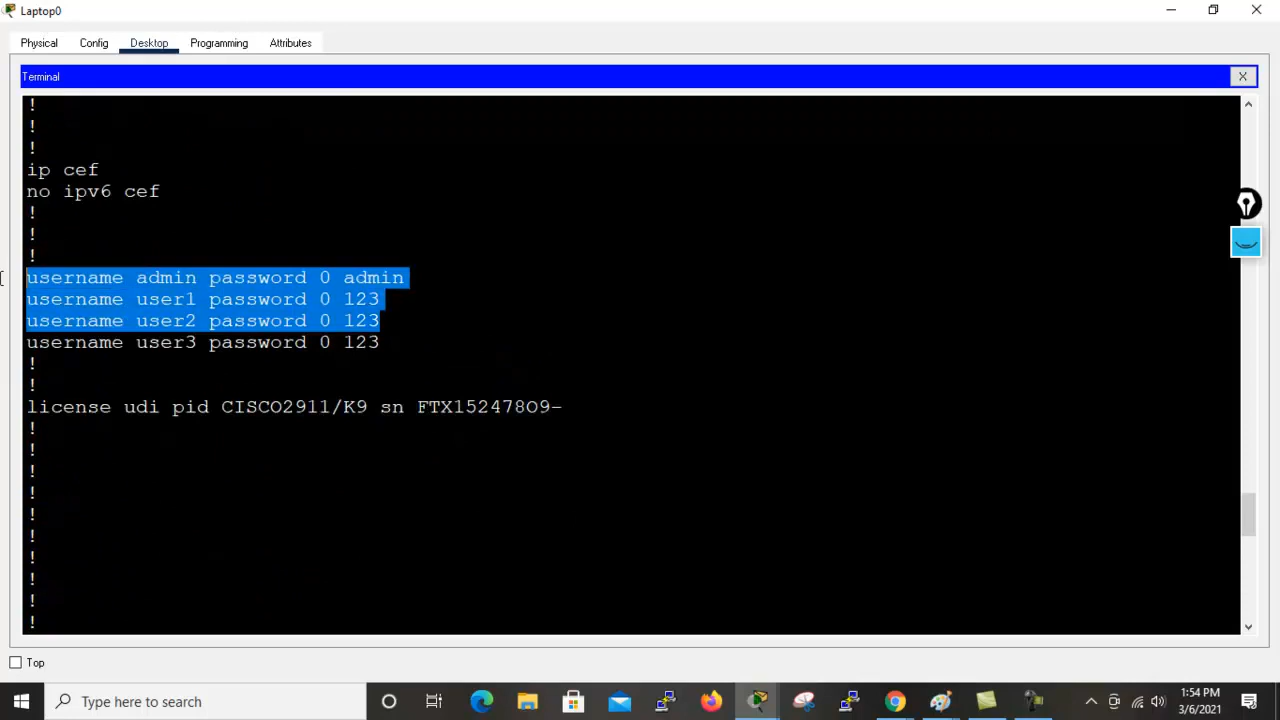 Laptop0
Physical Config Desktop Programming Attributes
Terminal
X
!
!
!
ip cef
no ipv6 cef
!
!
!
username admin password 0 admin
username user1 password 0 123
username user2 password 0 123
username user3 password 0 123
!
!
license udi pid CISCO2911/K9 sn FTX152478O9-
!
!
!
!
!
!
!
!
!
!
Top
Type here to search
1:54 PM
3/6/2021